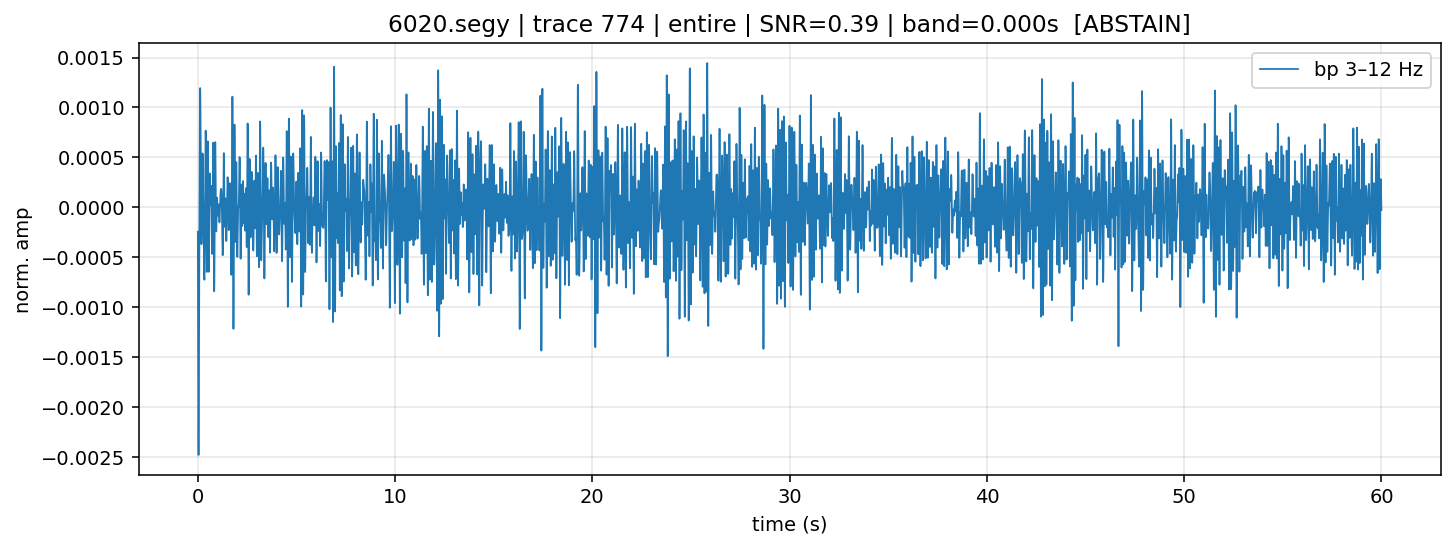 6020.segy | trace 774 | entire | SNR=0.39 | band=0.000s  [ABSTAIN]
bp 3–12 Hz
0.0015
0.0010
0.0005
0.0000
−0.0005
−0.0010
−0.0015
−0.0020
−0.0025
norm. amp
0 10 20 30 40 50 60
time (s)